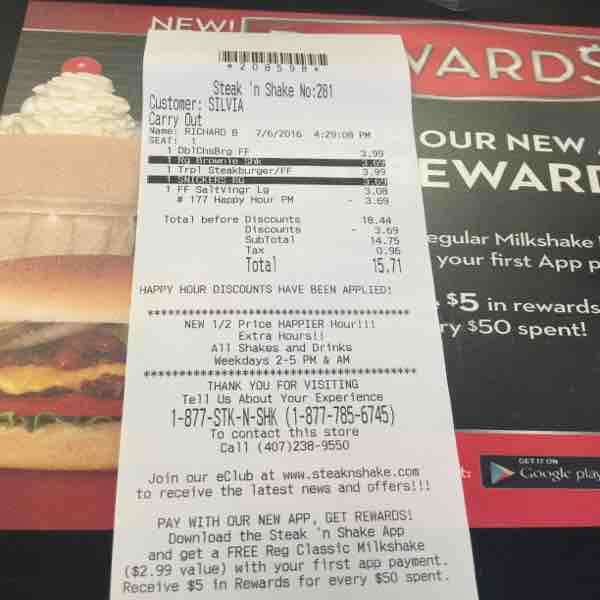 NEW!
WARDS
*208598*
Steak 'n Shake No:281
Customer: SILVIA
Carry Out
Name: RICHARD B 7/6/2016 4:29:08 PM
SEAT: 1
1 DblChsBrg FF 3.99
1 Rg Brownie Shk 3.69
1 Trpl Steakburger/FF 3.99
1 SNICKERS RG 3.69
1 FF SaltVingr Lg 3.08
# 177 Happy Hour PM - 3.69
Total before Discounts 18.44
Discounts - 3.69
SubTotal 14.75
Tax 0.96
Total 15.71
HAPPY HOUR DISCOUNTS HAVE BEEN APPLIED!
****************************************
NEW 1/2 Price HAPPIER Hour!!!
Extra Hours!!
All Shakes and Drinks
Weekdays 2-5 PM & AM
****************************************
THANK YOU FOR VISITING
Tell Us About Your Experience
1-877-STK-N-SHK (1-877-785-6745)
To contact this store
Call (407)238-9550
Join our eClub at www.steaknshake.com
to receive the latest news and offers!!!
PAY WITH OUR NEW APP, GET REWARDS!
Download the Steak 'n Shake App
and get a FREE Reg Classic Milkshake
($2.99 value) with your first app payment.
Receive $5 in Rewards for every $50 spent.
OUR NEW
EWAR
egular Milkshake
your first App p
$5 in rewards
ry $50 spent!
GET IT ON
Google play